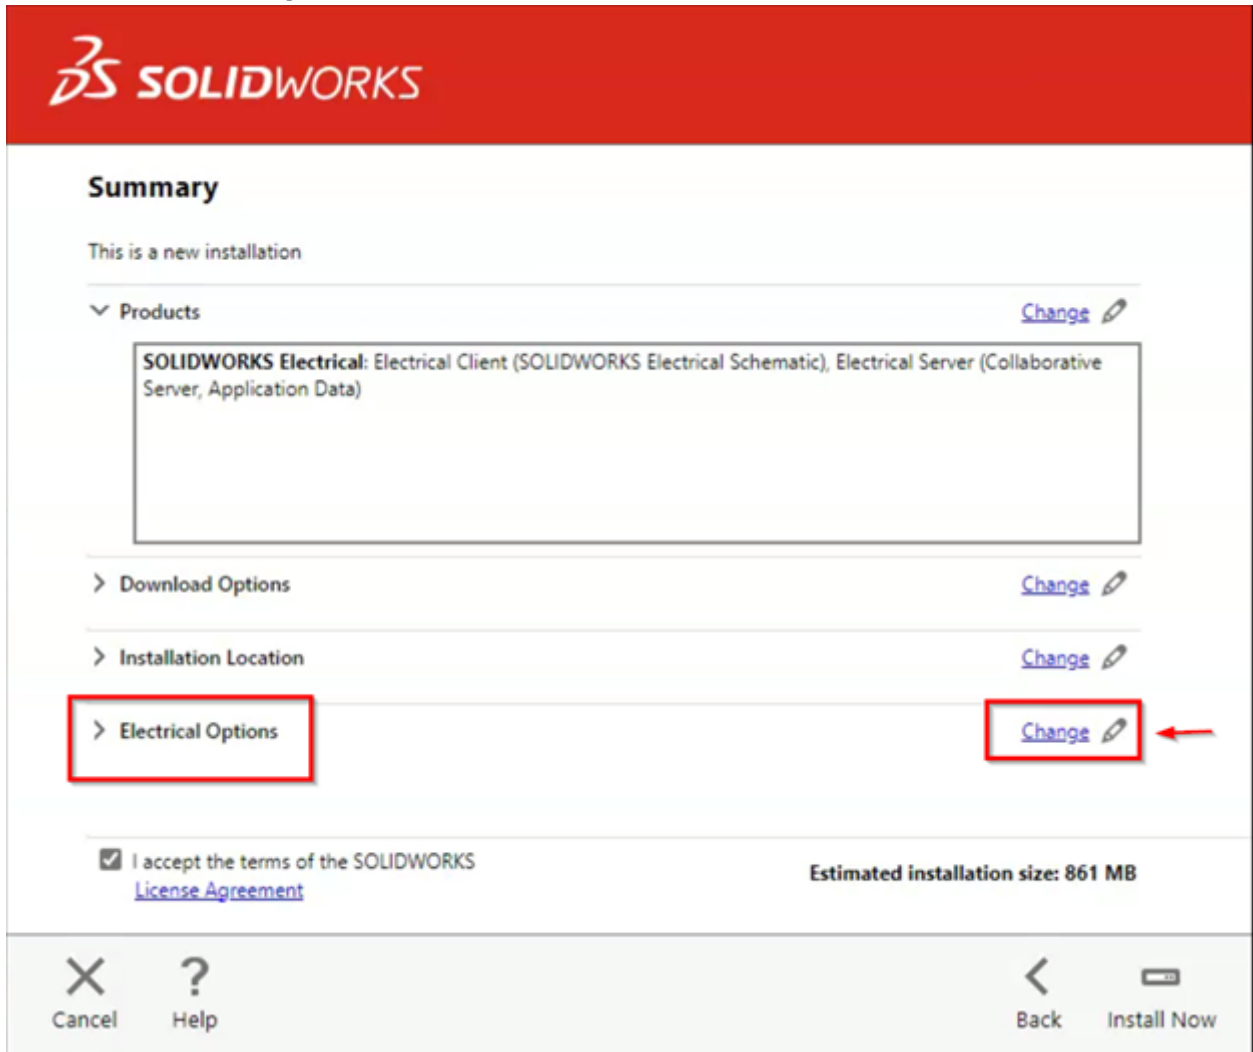 SOLIDWORKS
Summary
This is a new installation
Products
Change
SOLIDWORKS Electrical: Electrical Client (SOLIDWORKS Electrical Schematic), Electrical Server (Collaborative
Server, Application Data)
Download Options
Change
Installation Location
Change
Electrical Options
Change
I accept the terms of the SOLIDWORKS
License Agreement
Estimated installation size: 861 MB
Cancel
Help
Back
Install Now